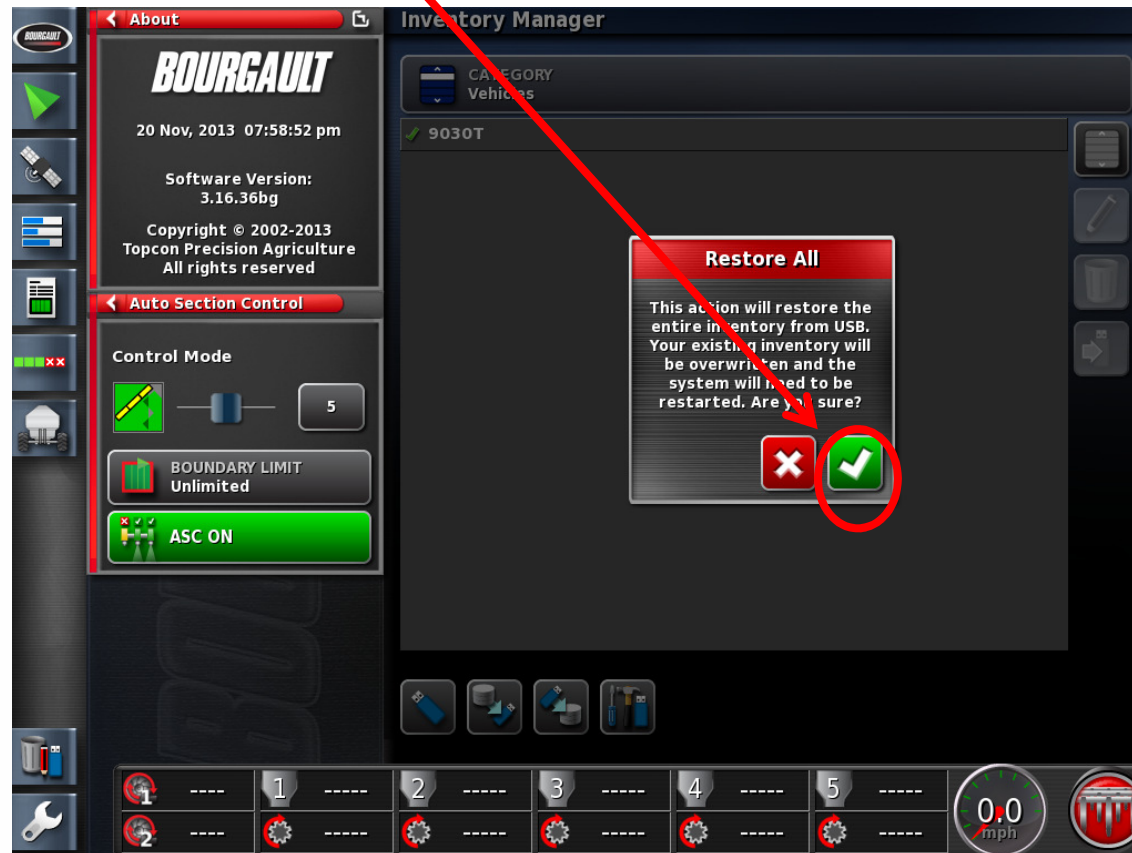 BOURGAULT
About
BOURGAULT
20 Nov, 2013 07:58:52 pm
Software Version:
3.16.36bg
Copyright © 2002-2013
Topcon Precision Agriculture
All rights reserved
Auto Section Control
Control Mode
5
BOUNDARY LIMIT
Unlimited
ASC ON
Inventory Manager
CATEGORY
Vehicles
9030T
Restore All
This action will restore the
entire inventory from USB.
Your existing inventory will
be overwritten and the
system will need to be
restarted. Are you sure?
1 ---- 1 ----- 2 ----- 3 ----- 4 ----- 5 -----
2 ---- ----- ----- ----- ----- -----
0.0
mph